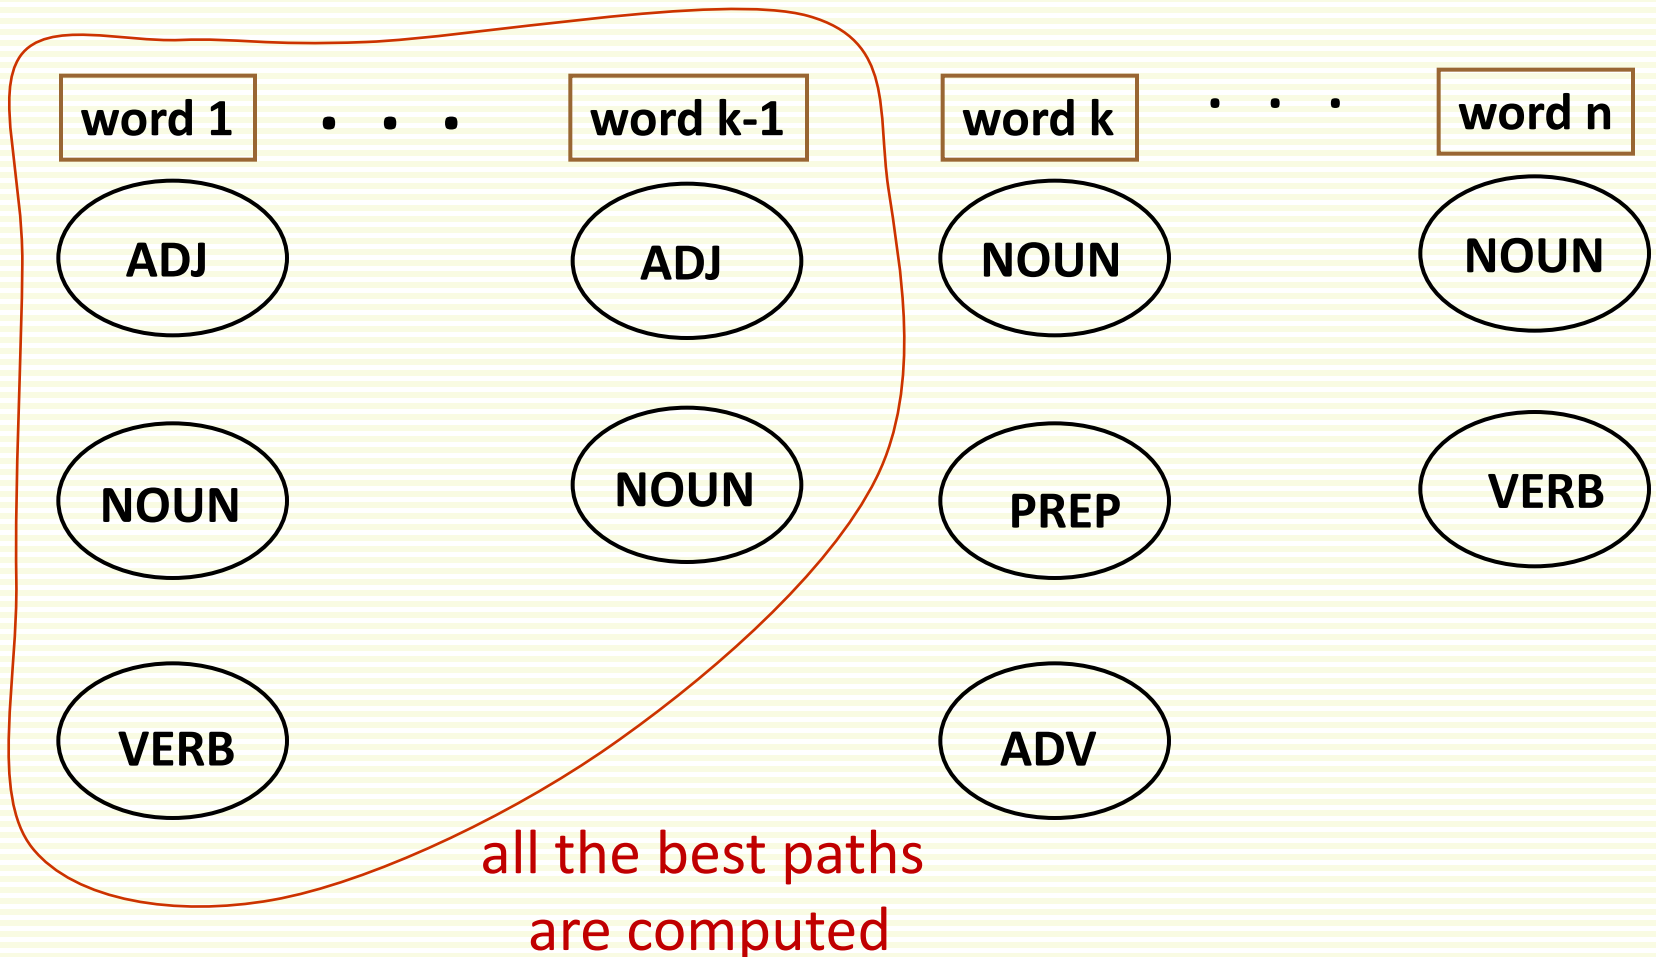 word 1 . . . word k-1 word k . . . word n
ADJ ADJ NOUN NOUN
NOUN NOUN PREP VERB
VERB ADV
all the best paths
are computed